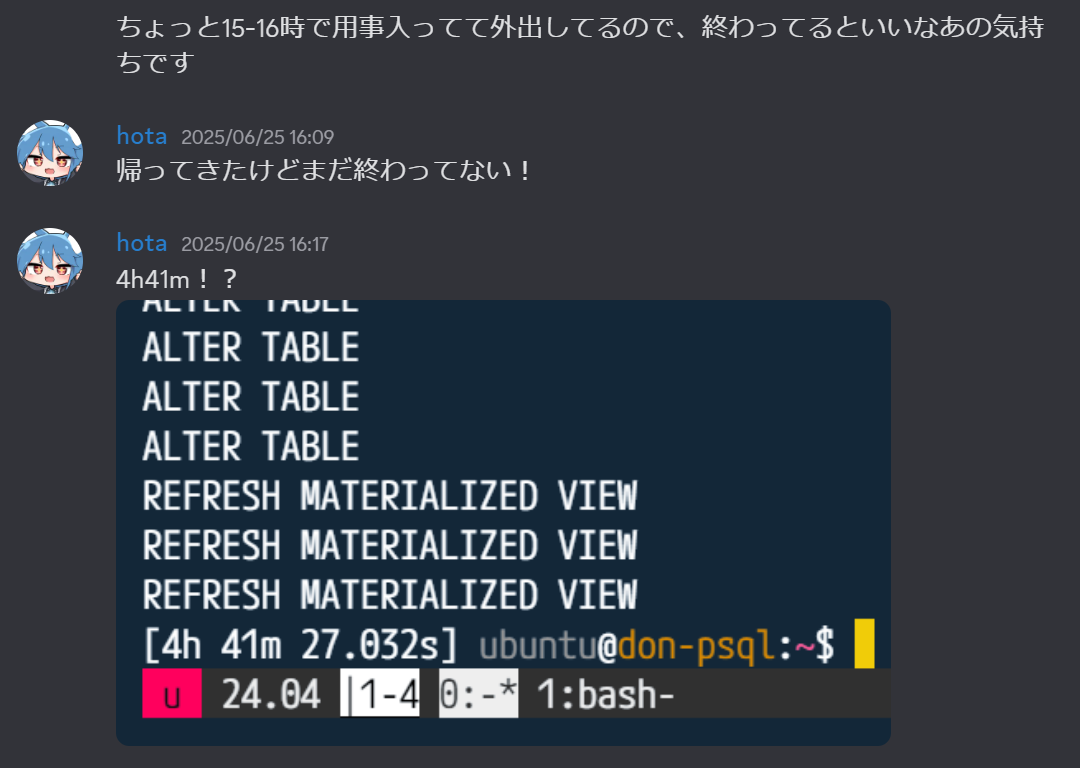 ちょっと15-16時で用事入ってて外出してるので、終わってるといいなあの気持
ちです
hota 2025/06/25 16:09
帰ってきたけどまだ終わってない！
hota 2025/06/25 16:17
4h41m！？
ALTER TABLE
ALTER TABLE
ALTER TABLE
ALTER TABLE
REFRESH MATERIALIZED VIEW
REFRESH MATERIALIZED VIEW
REFRESH MATERIALIZED VIEW
[4h 41m 27.032s] ubuntu@don-psql:~$
u 24.04 |1-4 0:-* 1:bash-